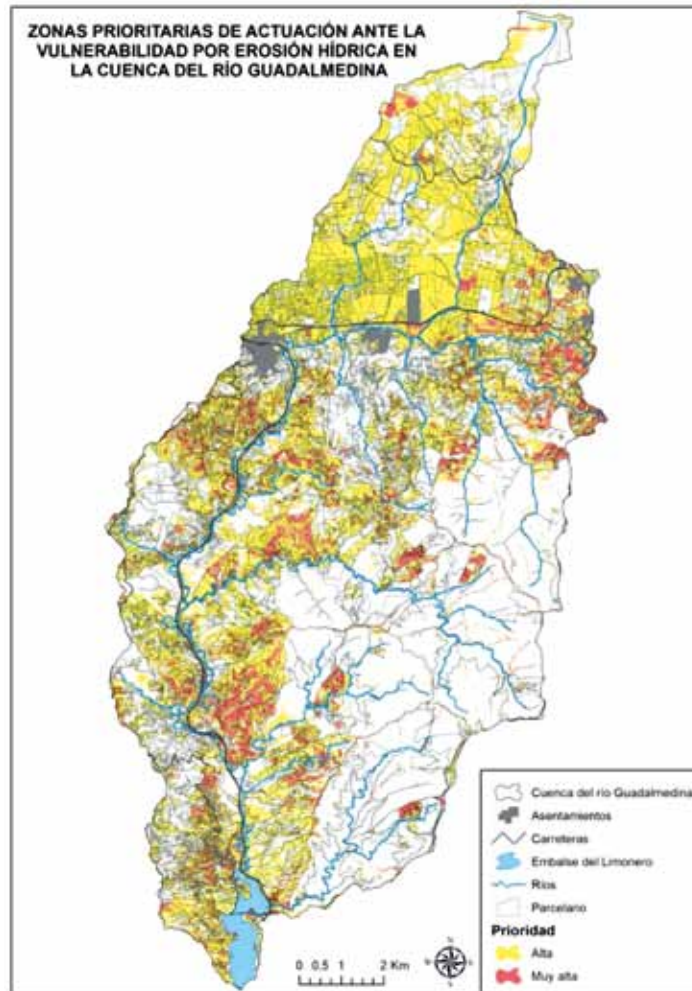 ZONAS PRIORITARIAS DE ACTUACIÓN ANTE LA
VULNERABILIDAD POR EROSIÓN HÍDRICA EN
LA CUENCA DEL RÍO GUADALMEDINA
0 0.5 1 2 Km
Cuenca del río Guadalmedina
Asentamientos
Carreteras
Embalse del Limonero
Ríos
Parcelario
Prioridad
Alta
Muy alta